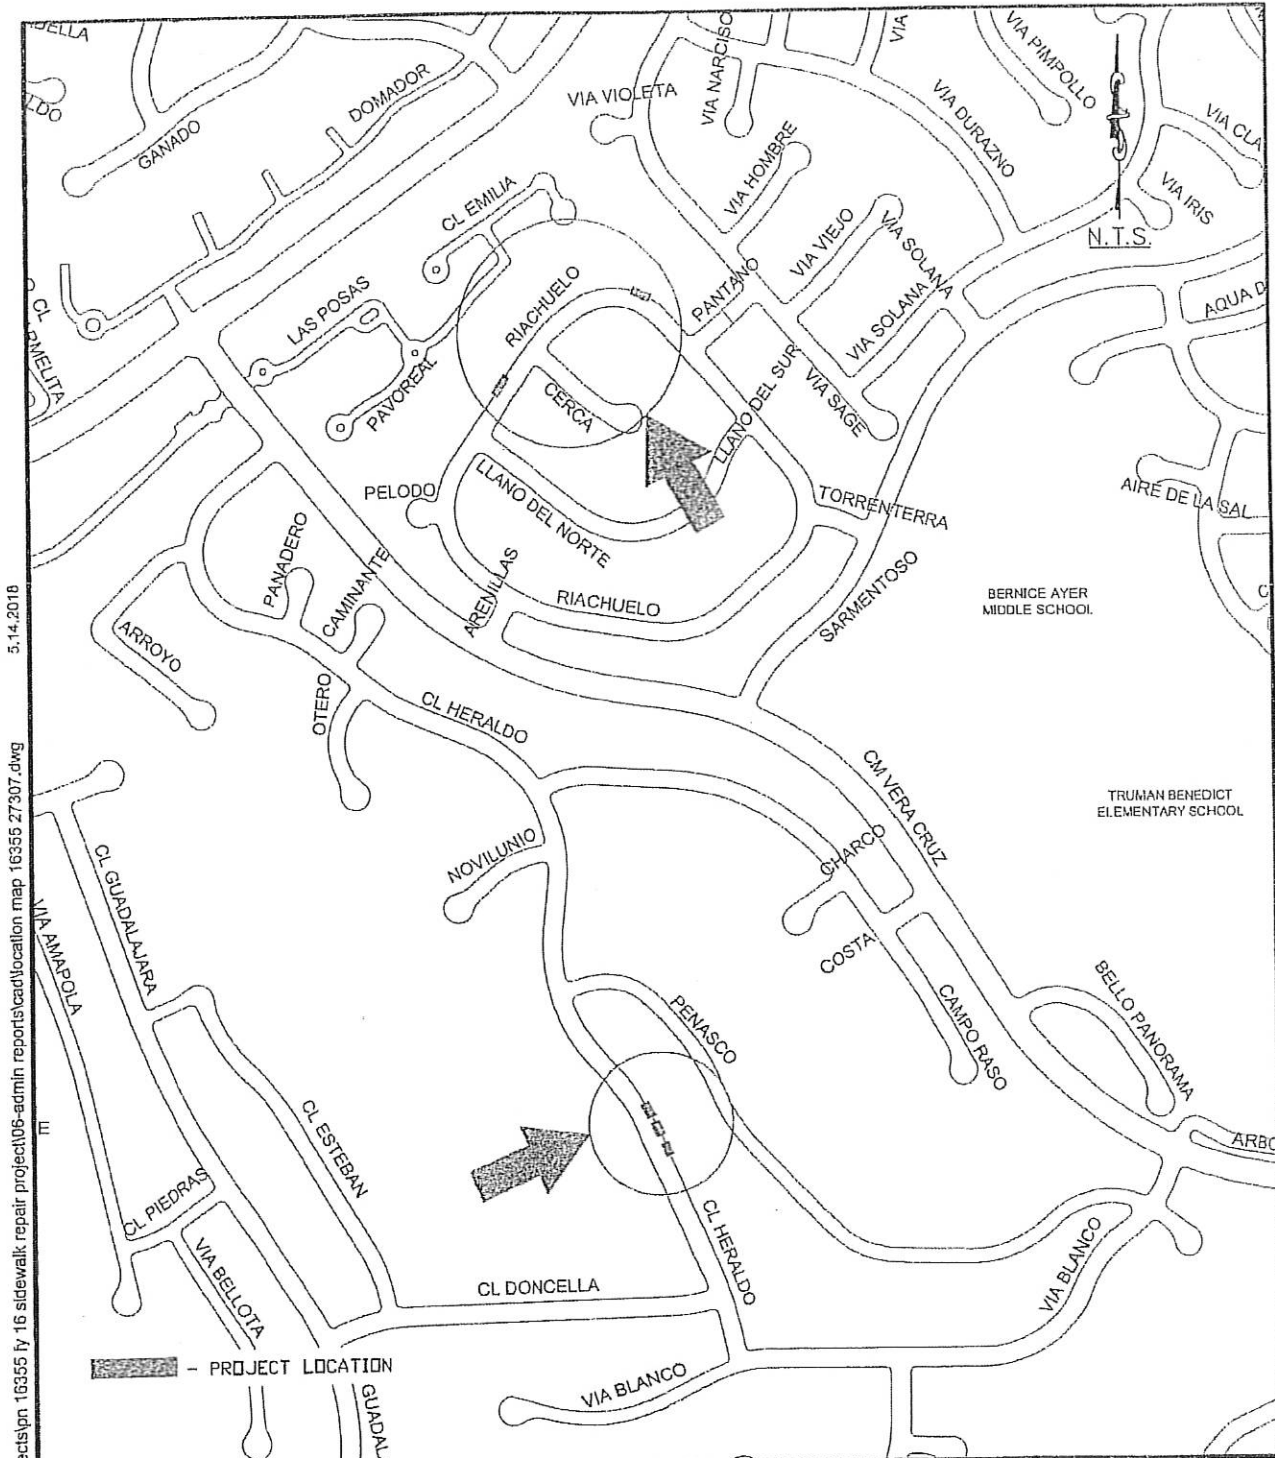 GANADO
DOMADOR
VIA VIOLETA
VIA NARCISO
VIA
VIA PIMPOLLO
VIA DURAZNO
VIA CLA
VIA IRIS
N.T.S.
VIA HOMBRE
CL EMILIA
VIA VIEJO
VIA SOLANA
VIA SOLANA
AQUA D
CL
RMELITA
LAS POSAS
RIACHUELO
PANTANO
PAVOREAL
CERCA
LLANO DEL SUR
VIA SAGE
PELODO
LLANO DEL NORTE
TORRENTERRA
AIRE DE LA SAL
PANADERO
CAMINANTE
ARENILLAS
RIACHUELO
SARMENTOSO
BERNICE AYER
MIDDLE SCHOOL
ARROYO
OTERO
CL HERALDO
CM VERA CRUZ
TRUMAN BENEDICT
ELEMENTARY SCHOOL
NOVILUNIO
CHARCO
COSTA
CL GUADALAJARA
VIA AMAPOLA
PENASCO
CAMPO RASO
BELLO PANORAMA
E
CL ESTEBAN
ARBO
CL PIEDRAS
VIA BELLOTA
CL HERALDO
CL DONCELLA
VIA BLANCO
- PROJECT LOCATION
GUADAL
VIA BLANCO
ects\pn 16355 fy 16 sidewalk repair project\06-admin reports\cad\location map 16355 27307.dwg 5.14.2018